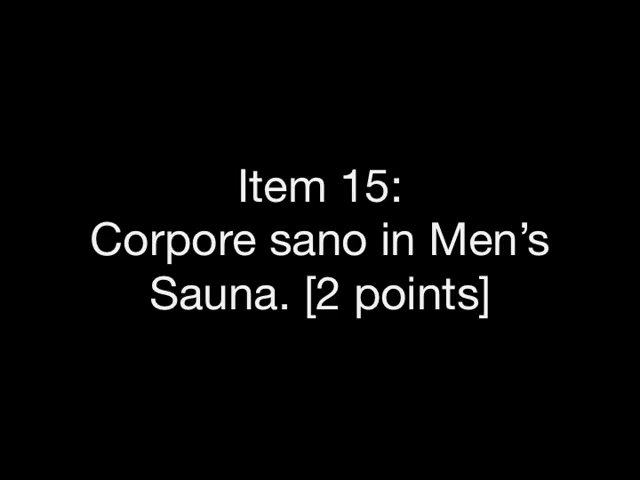 Item 15:
Corpore sano in Men’s
Sauna. [2 points]